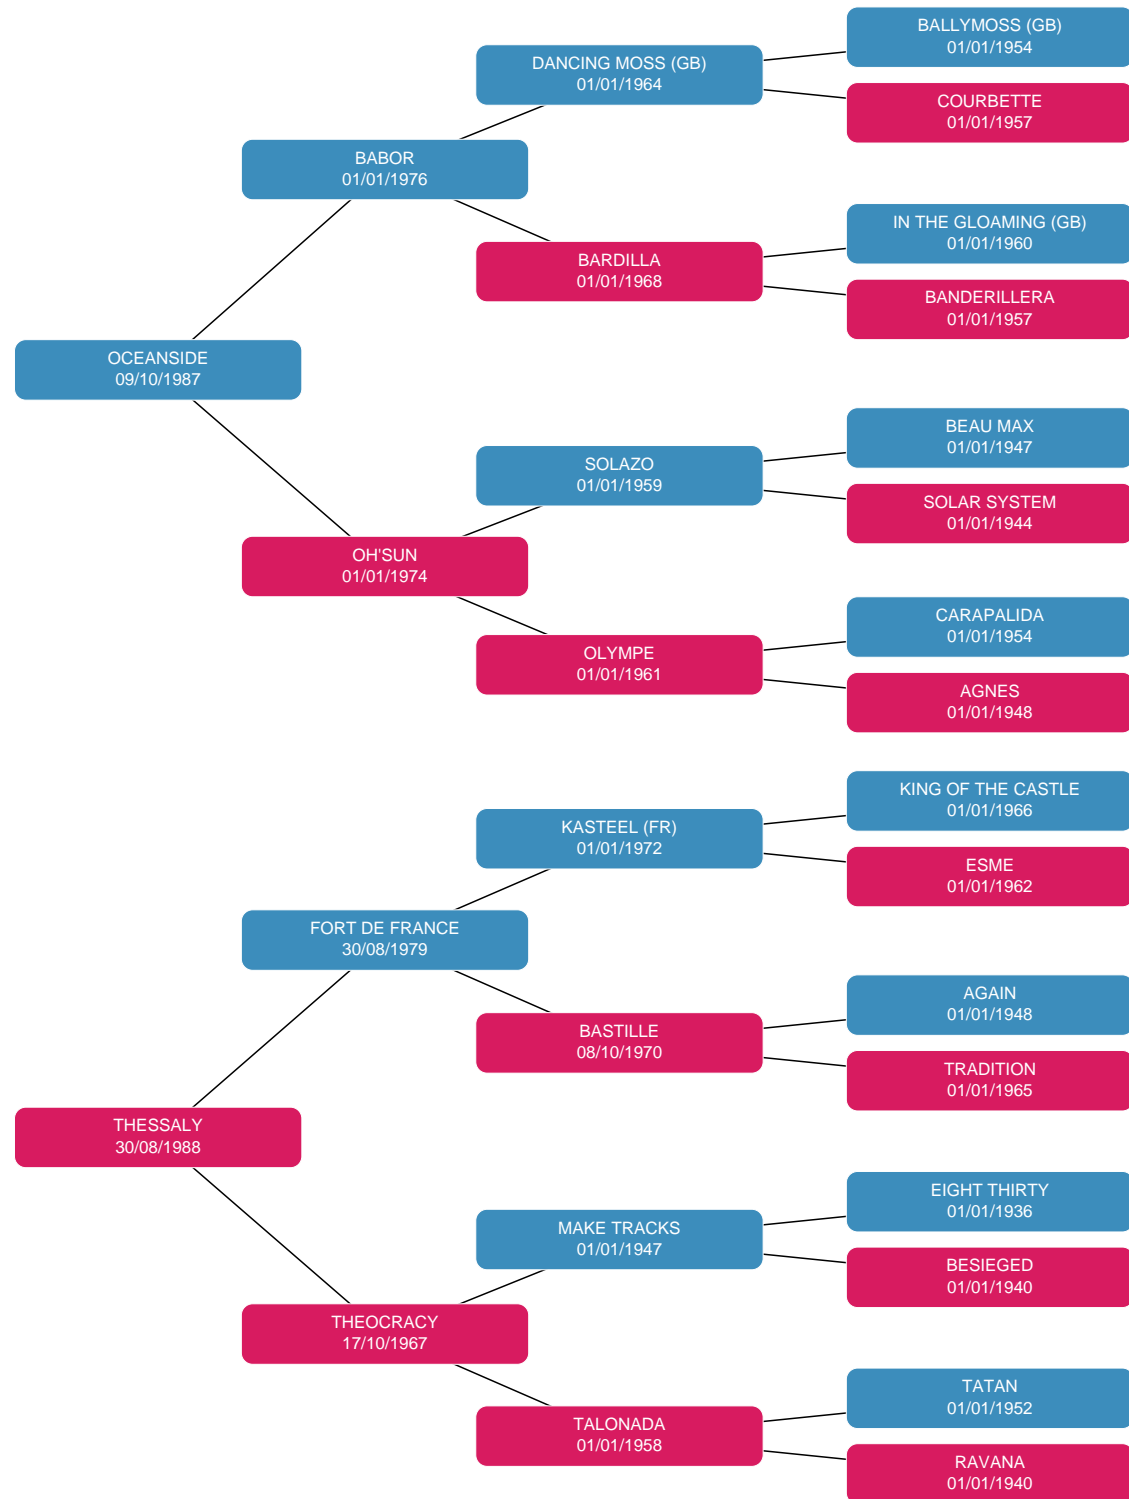 BALLYMOSS (GB)
01/01/1954
DANCING MOSS (GB)
01/01/1964
COURBETTE
01/01/1957
BABOR
01/01/1976
IN THE GLOAMING (GB)
01/01/1960
BARDILLA
01/01/1968
BANDERILLERA
01/01/1957
OCEANSIDE
09/10/1987
BEAU MAX
01/01/1947
SOLAZO
01/01/1959
SOLAR SYSTEM
01/01/1944
OH'SUN
01/01/1974
CARAPALIDA
01/01/1954
OLYMPE
01/01/1961
AGNES
01/01/1948
KING OF THE CASTLE
01/01/1966
KASTEEL (FR)
01/01/1972
ESME
01/01/1962
FORT DE FRANCE
30/08/1979
AGAIN
01/01/1948
BASTILLE
08/10/1970
TRADITION
01/01/1965
THESSALY
30/08/1988
EIGHT THIRTY
01/01/1936
MAKE TRACKS
01/01/1947
BESIEGED
01/01/1940
THEOCRACY
17/10/1967
TATAN
01/01/1952
TALONADA
01/01/1958
RAVANA
01/01/1940